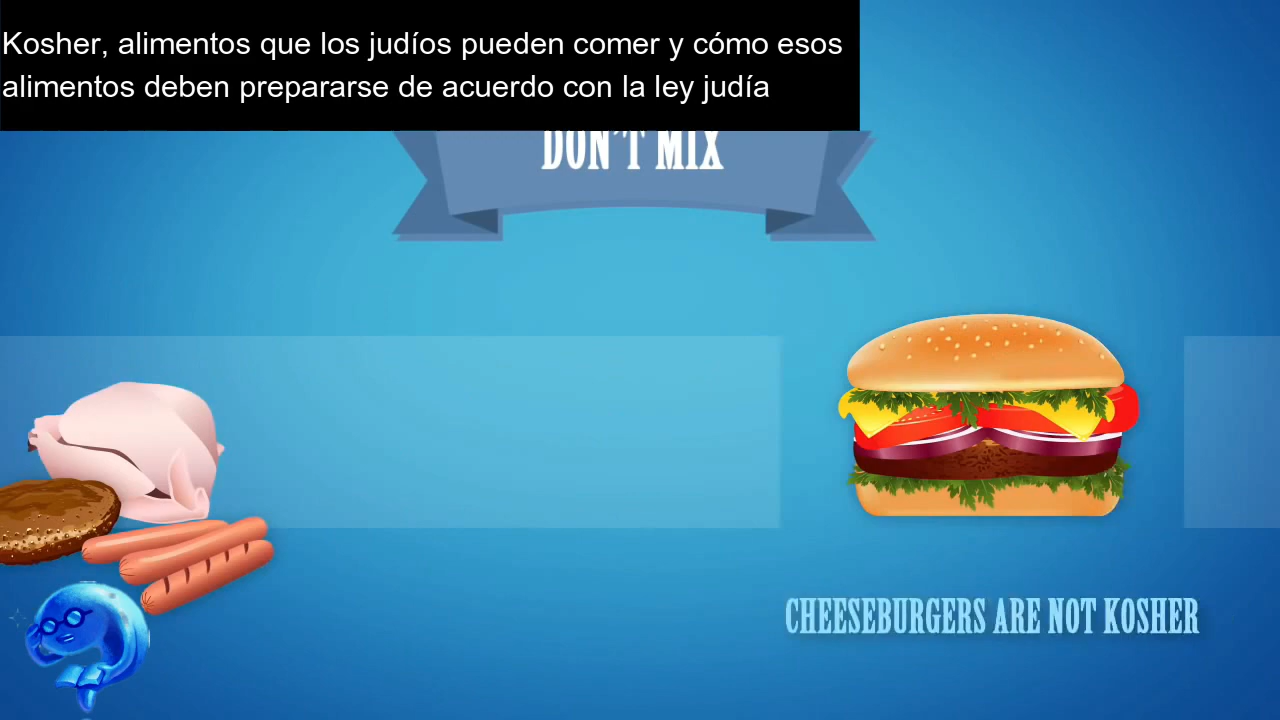 Kosher, alimentos que los judíos pueden comer y cómo esos
alimentos deben prepararse de acuerdo con la ley judía
DON'T MIX
CHEESEBURGERS ARE NOT KOSHER